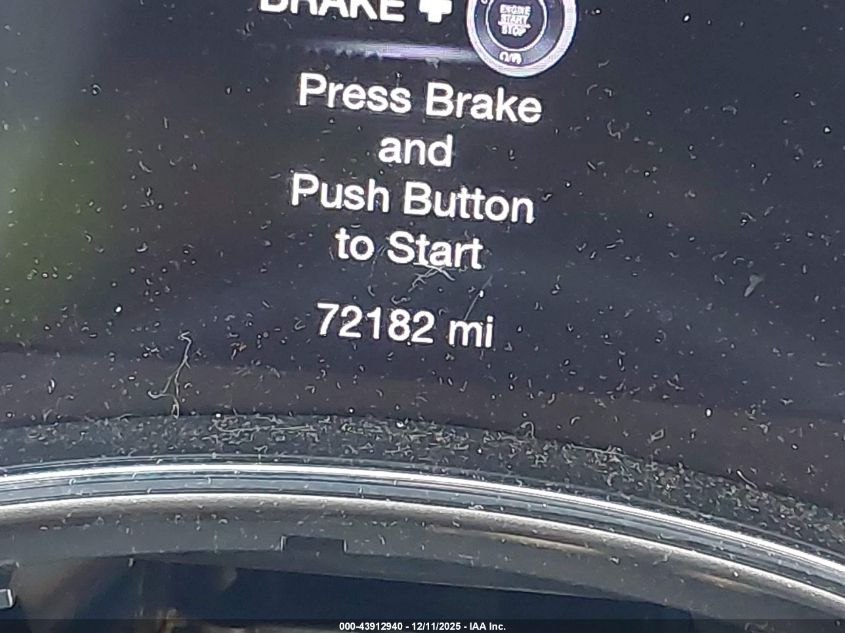 BRAKE +
ENGINE
START
STOP
Press Brake
and
Push Button
to Start
72182 mi
000-43912940 - 12/11/2025 - IAA Inc.